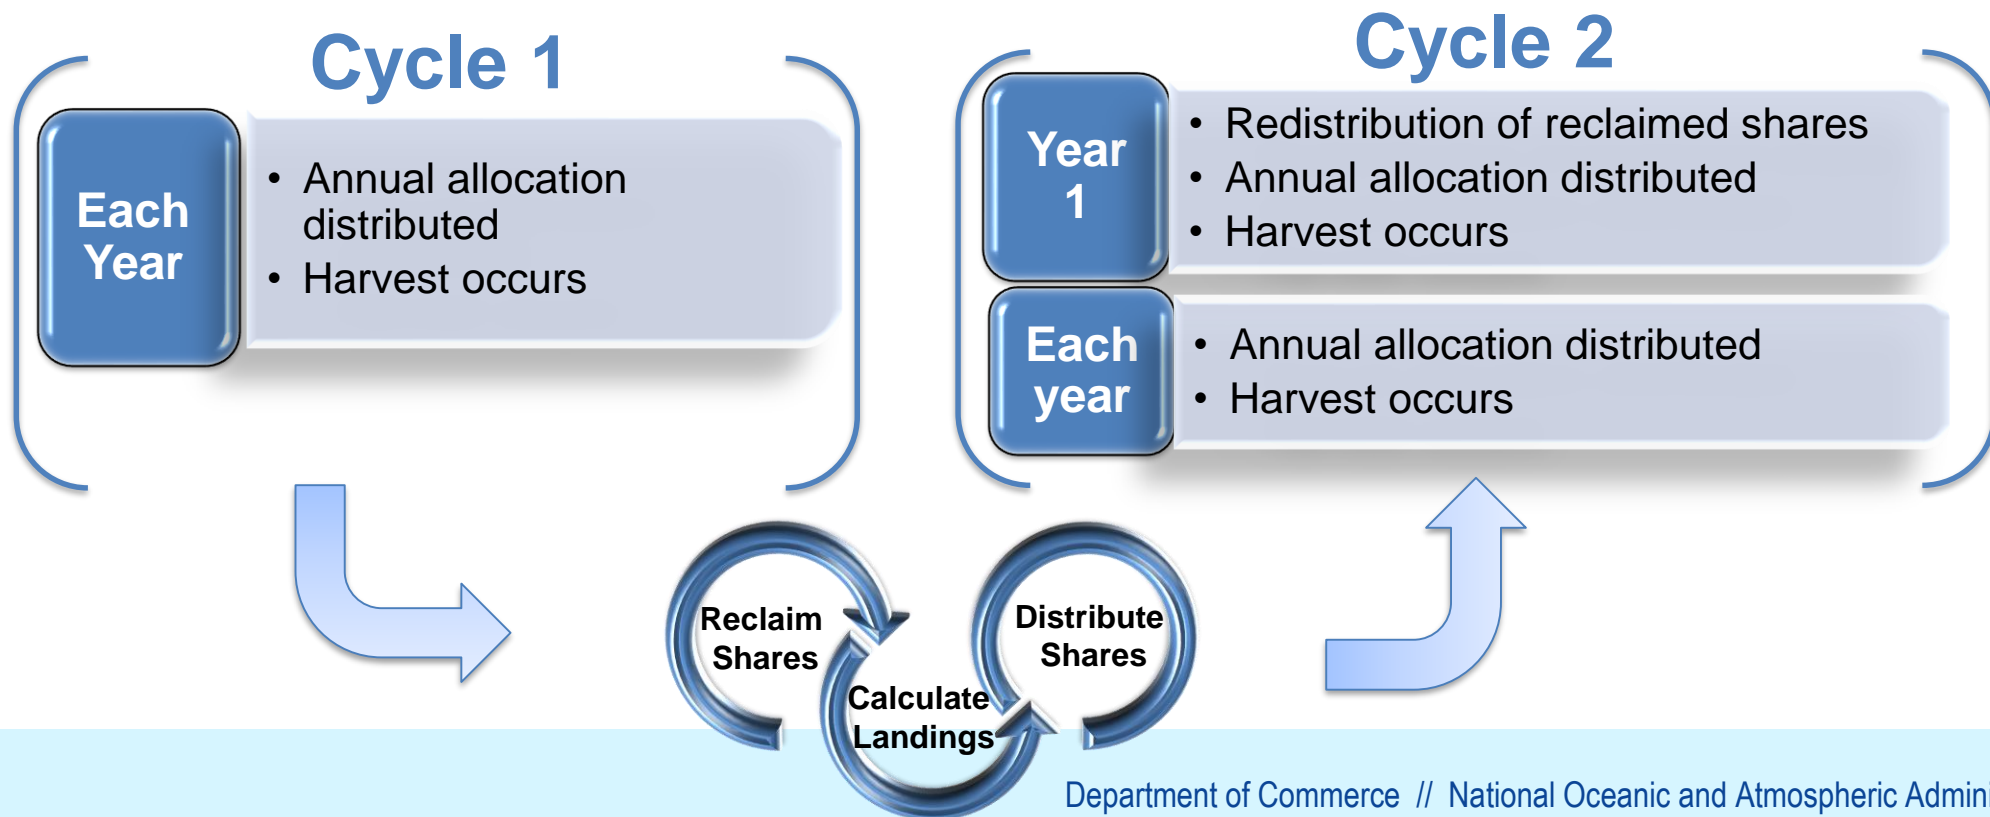 Cycle 1
Each
Year
• Annual allocation
distributed
• Harvest occurs
Cycle 2
Year
1
• Redistribution of reclaimed shares
• Annual allocation distributed
• Harvest occurs
Each
year
• Annual allocation distributed
• Harvest occurs
Reclaim
Shares
Calculate
Landings
Distribute
Shares
Department of Commerce // National Oceanic and Atmospheric Admini